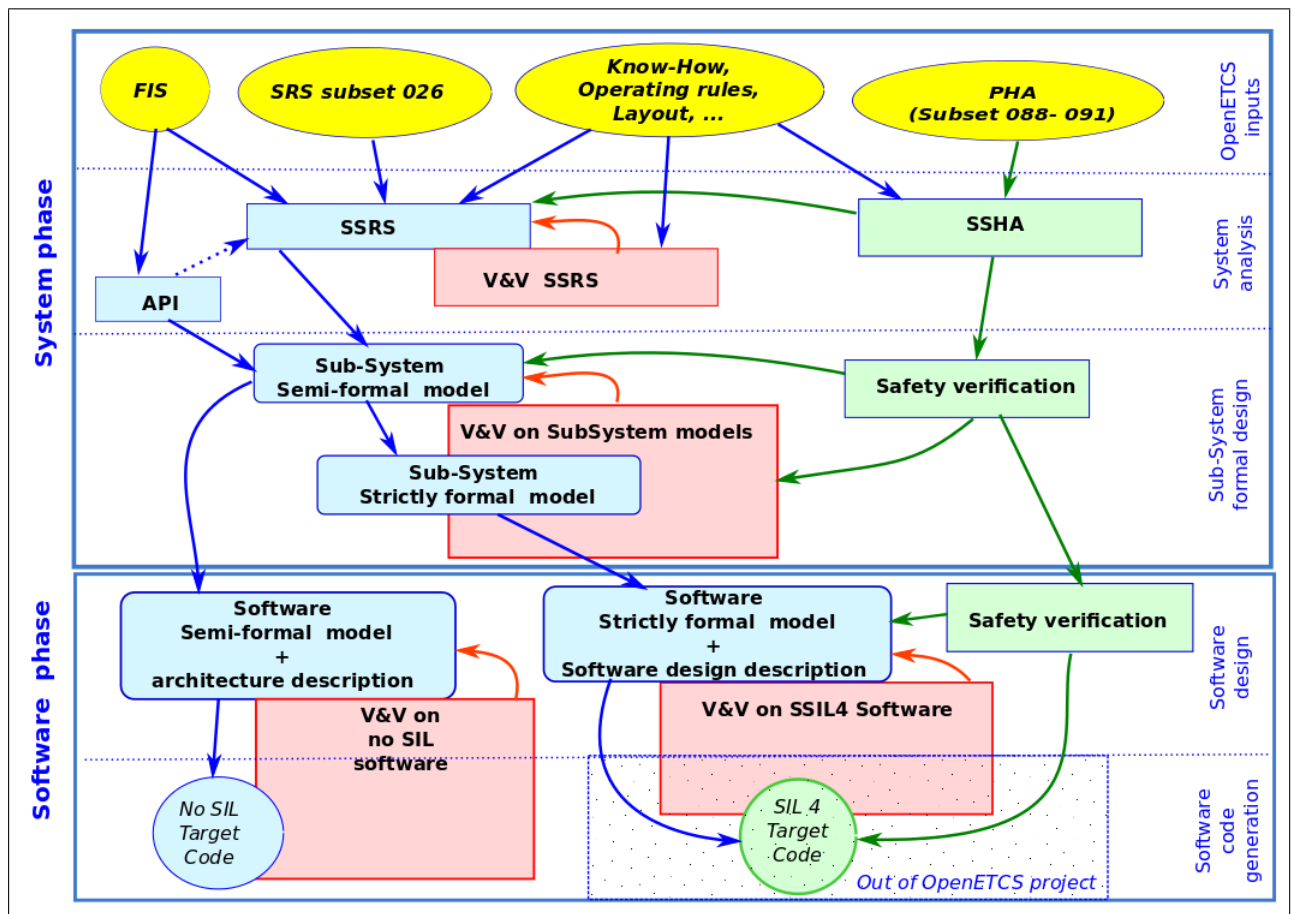 FIS
SRS subset 026
Know-How,
Operating rules,
Layout, ...
PHA
(Subset 088- 091)
OpenETCS
inputs
System phase
SSRS
SSHA
V&V  SSRS
API
System
analysis
Sub-System
Semi-formal  model
Safety verification
V&V on SubSystem models
Sub-System
Strictly formal  model
Sub-System
formal design
Software  phase
Software
Semi-formal  model
+
architecture description
Software
Strictly formal  model
+
Software design description
Safety verification
Software
design
V&V on
no SIL
software
V&V on SSIL4 Software
No SIL
Target
Code
SIL 4
Target
Code
Out of OpenETCS project
Software
code
generation